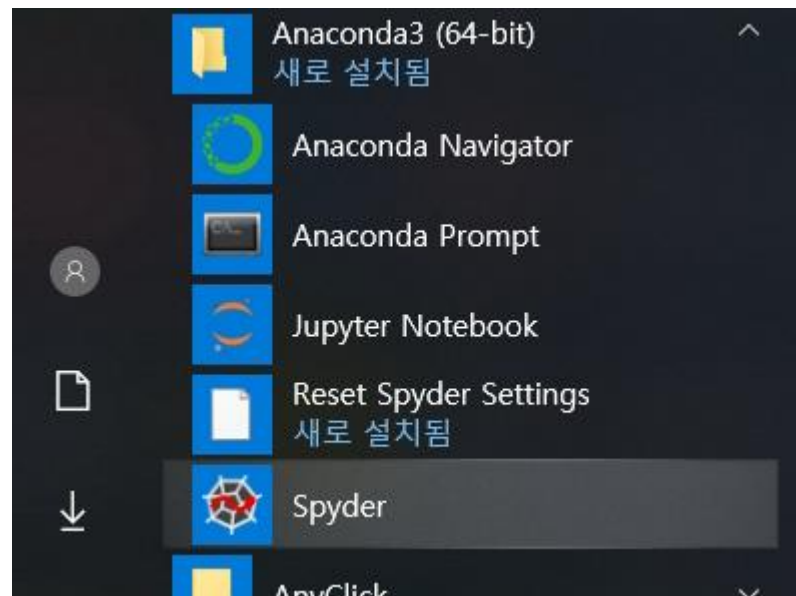 Anaconda3 (64-bit)
새로 설치됨
Anaconda Navigator
Anaconda Prompt
Jupyter Notebook
Reset Spyder Settings
새로 설치됨
Spyder
AnyClick